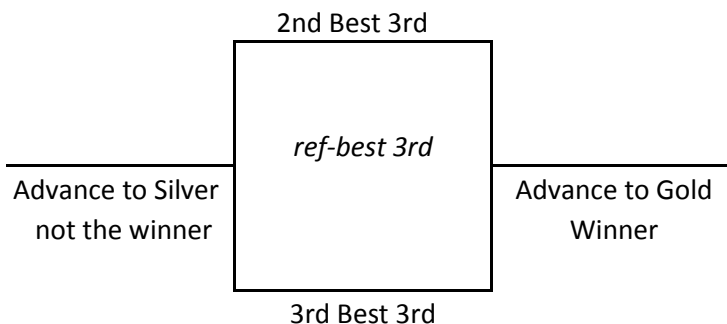 2nd Best 3rd
ref-best 3rd
Advance to Silver
not the winner
Advance to Gold
Winner
3rd Best 3rd